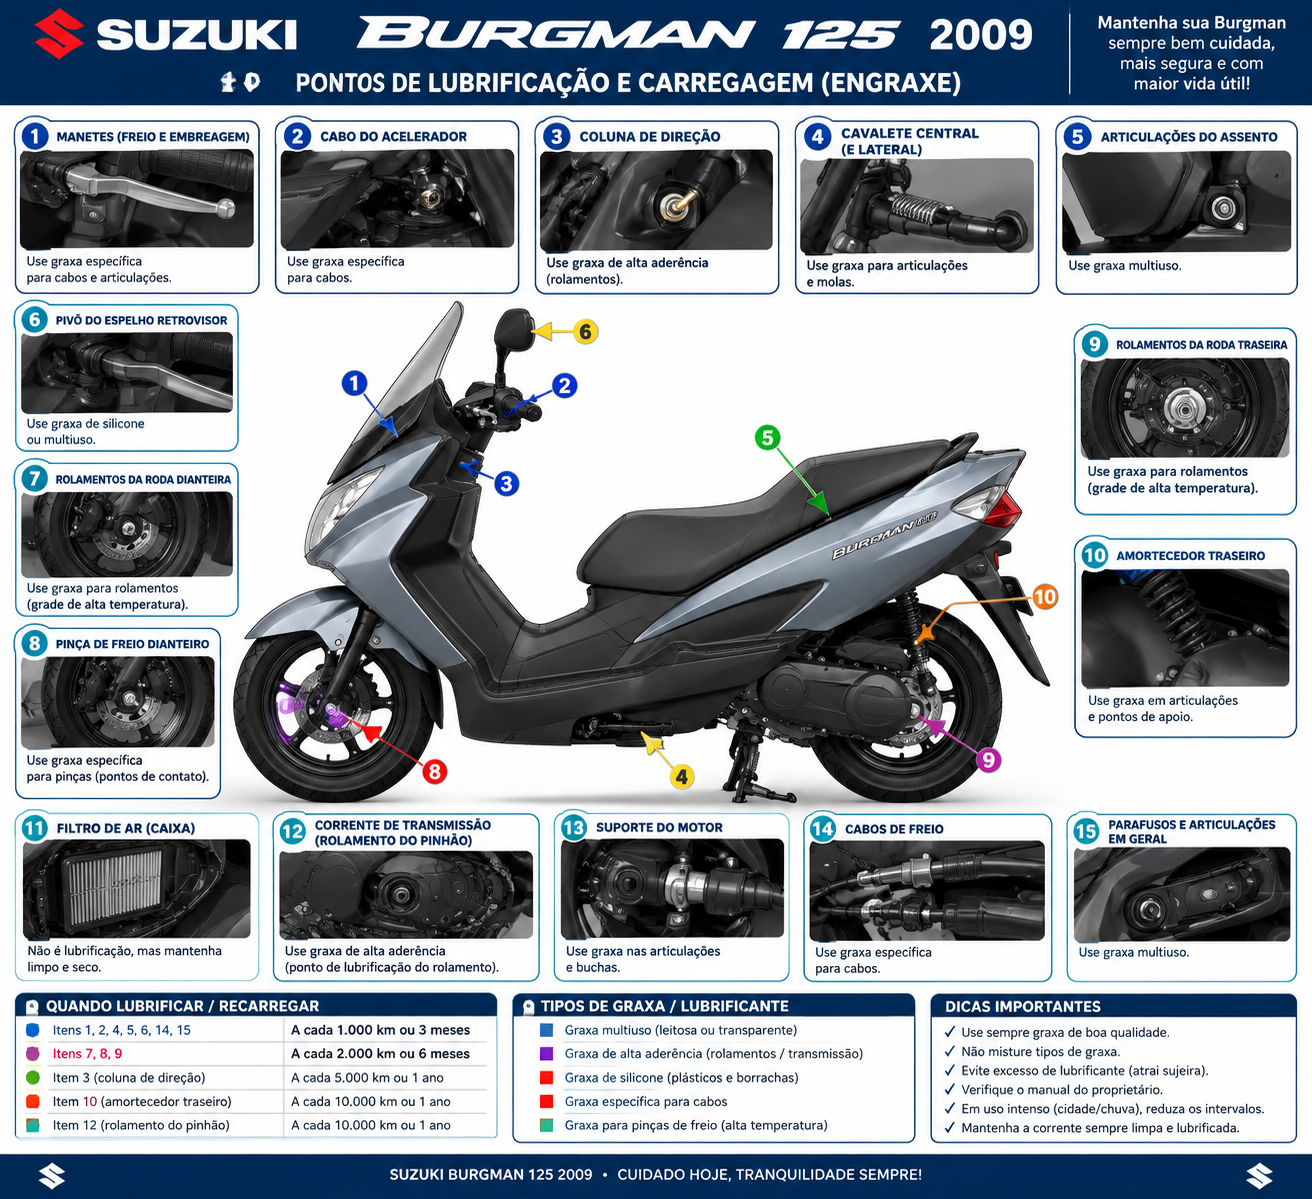 SUZUKI BURGMAN 125 2009
PONTOS DE LUBRIFICAÇÃO E CARREGAGEM (ENGRAXE)
Mantenha sua Burgman
sempre bem cuidada,
mais segura e com
maior vida útil!
1 MANETES (FREIO E EMBREAGEM)
Use graxa específica
para cabos e articulações.
2 CABO DO ACELERADOR
Use graxa específica
para cabos.
3 COLUNA DE DIREÇÃO
Use graxa de alta aderência
(rolamentos).
4 CAVALETE CENTRAL
(E LATERAL)
Use graxa para articulações
e molas.
5 ARTICULAÇÕES DO ASSENTO
Use graxa multiuso.
6 PIVÔ DO ESPELHO RETROVISOR
Use graxa de silicone
ou multiuso.
7 ROLAMENTOS DA RODA DIANTEIRA
Use graxa para rolamentos
(grade de alta temperatura).
8 PINÇA DE FREIO DIANTEIRO
Use graxa específica
para pinças (pontos de contato).
6
1
2
3
5
BURGMAN
10
9
8
4
9 ROLAMENTOS DA RODA TRASEIRA
Use graxa para rolamentos
(grade de alta temperatura).
10 AMORTECEDOR TRASEIRO
Use graxa em articulações
e pontos de apoio.
11 FILTRO DE AR (CAIXA)
Não é lubrificação, mas mantenha
limpo e seco.
12 CORRENTE DE TRANSMISSÃO
(ROLAMENTO DO PINHÃO)
Use graxa de alta aderência
(ponto de lubrificação do rolamento).
13 SUPORTE DO MOTOR
Use graxa nas articulações
e buchas.
14 CABOS DE FREIO
Use graxa específica
para cabos.
15 PARAFUSOS E ARTICULAÇÕES
EM GERAL
Use graxa multiuso.
QUANDO LUBRIFICAR / RECARREGAR
Itens 1, 2, 4, 5, 6, 14, 15 A cada 1.000 km ou 3 meses
Itens 7, 8, 9 A cada 2.000 km ou 6 meses
Item 3 (coluna de direção) A cada 5.000 km ou 1 ano
Item 10 (amortecedor traseiro) A cada 10.000 km ou 1 ano
Item 12 (rolamento do pinhão) A cada 10.000 km ou 1 ano
TIPOS DE GRAXA / LUBRIFICANTE
Graxa multiuso (leitosa ou transparente)
Graxa de alta aderência (rolamentos / transmissão)
Graxa de silicone (plásticos e borrachas)
Graxa específica para cabos
Graxa para pinças de freio (alta temperatura)
DICAS IMPORTANTES
✓ Use sempre graxa de boa qualidade.
✓ Não misture tipos de graxa.
✓ Evite excesso de lubrificante (atrai sujeira).
✓ Verifique o manual do proprietário.
✓ Em uso intenso (cidade/chuva), reduza os intervalos.
✓ Mantenha a corrente sempre limpa e lubrificada.
SUZUKI BURGMAN 125 2009 • CUIDADO HOJE, TRANQUILIDADE SEMPRE!